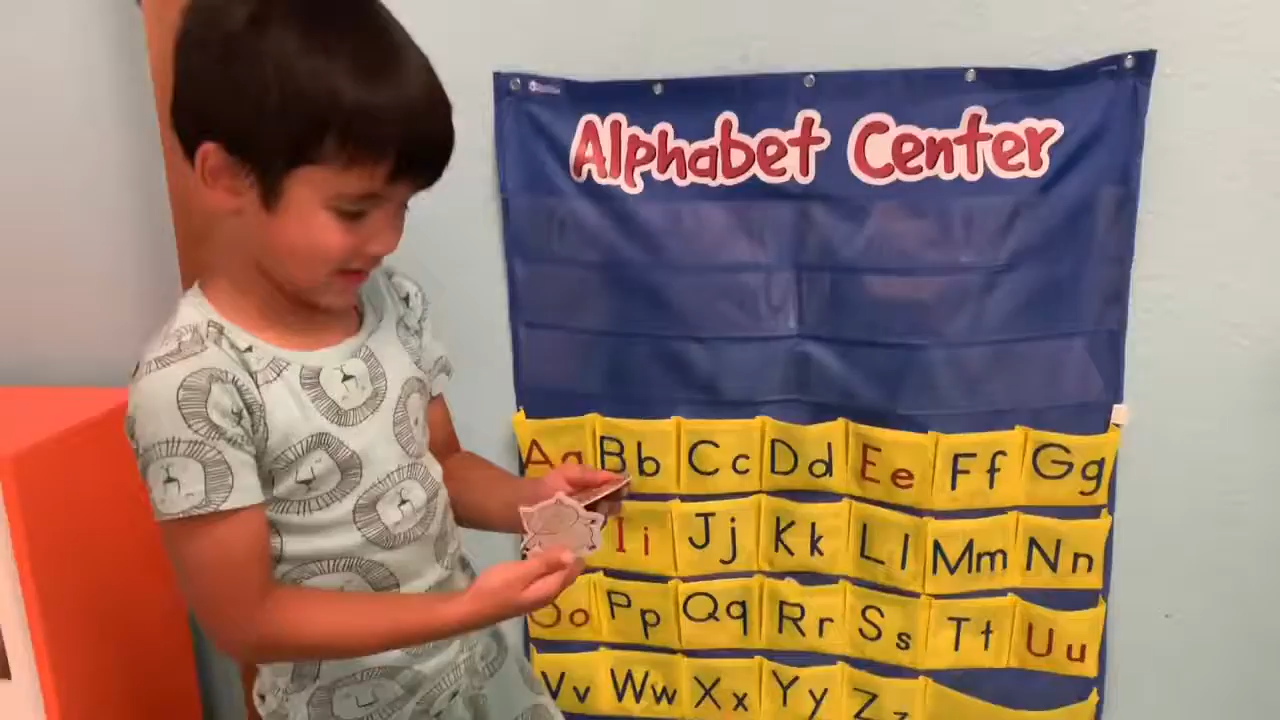 Alphabet Center
Aa Bb Cc Dd Ee Ff Gg
Ii Jj Kk Ll Mm Nn
Oo Pp Qq Rr Ss Tt Uu
Vv Ww Xx Yy Zz